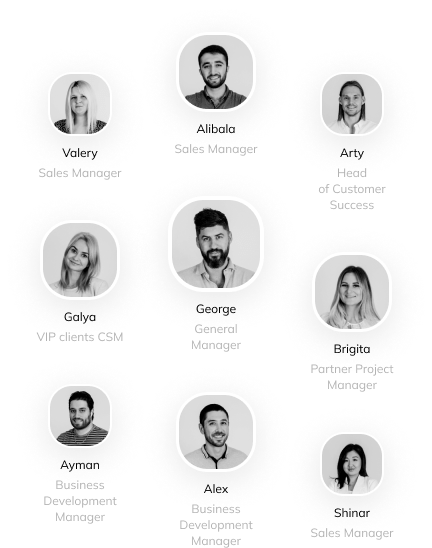 Alibala
Sales Manager
Valery
Sales Manager
Arty
Head
of Customer
Success
George
General
Manager
Galya
VIP clients CSM
Brigita
Partner Project
Manager
Ayman
Business
Development
Manager
Alex
Business
Development
Manager
Shinar
Sales Manager